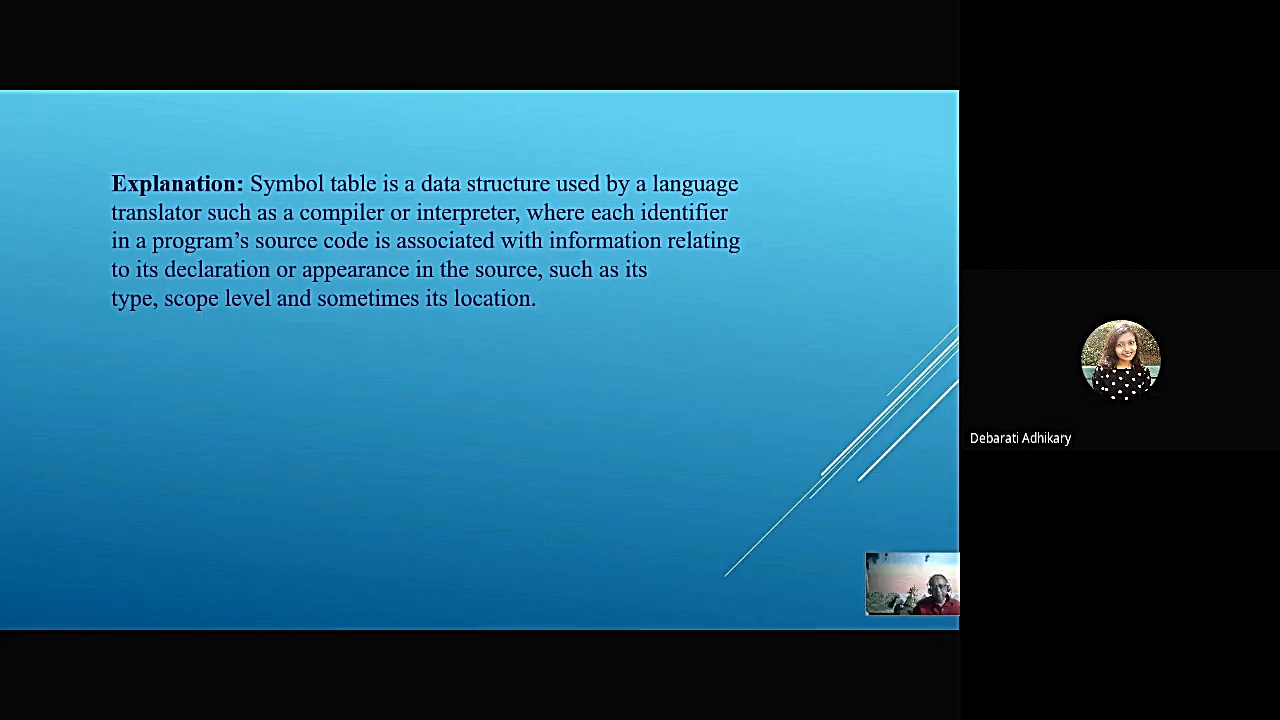 Explanation: Symbol table is a data structure used by a language
translator such as a compiler or interpreter, where each identifier
in a program’s source code is associated with information relating
to its declaration or appearance in the source, such as its
type, scope level and sometimes its location.
Debarati Adhikary